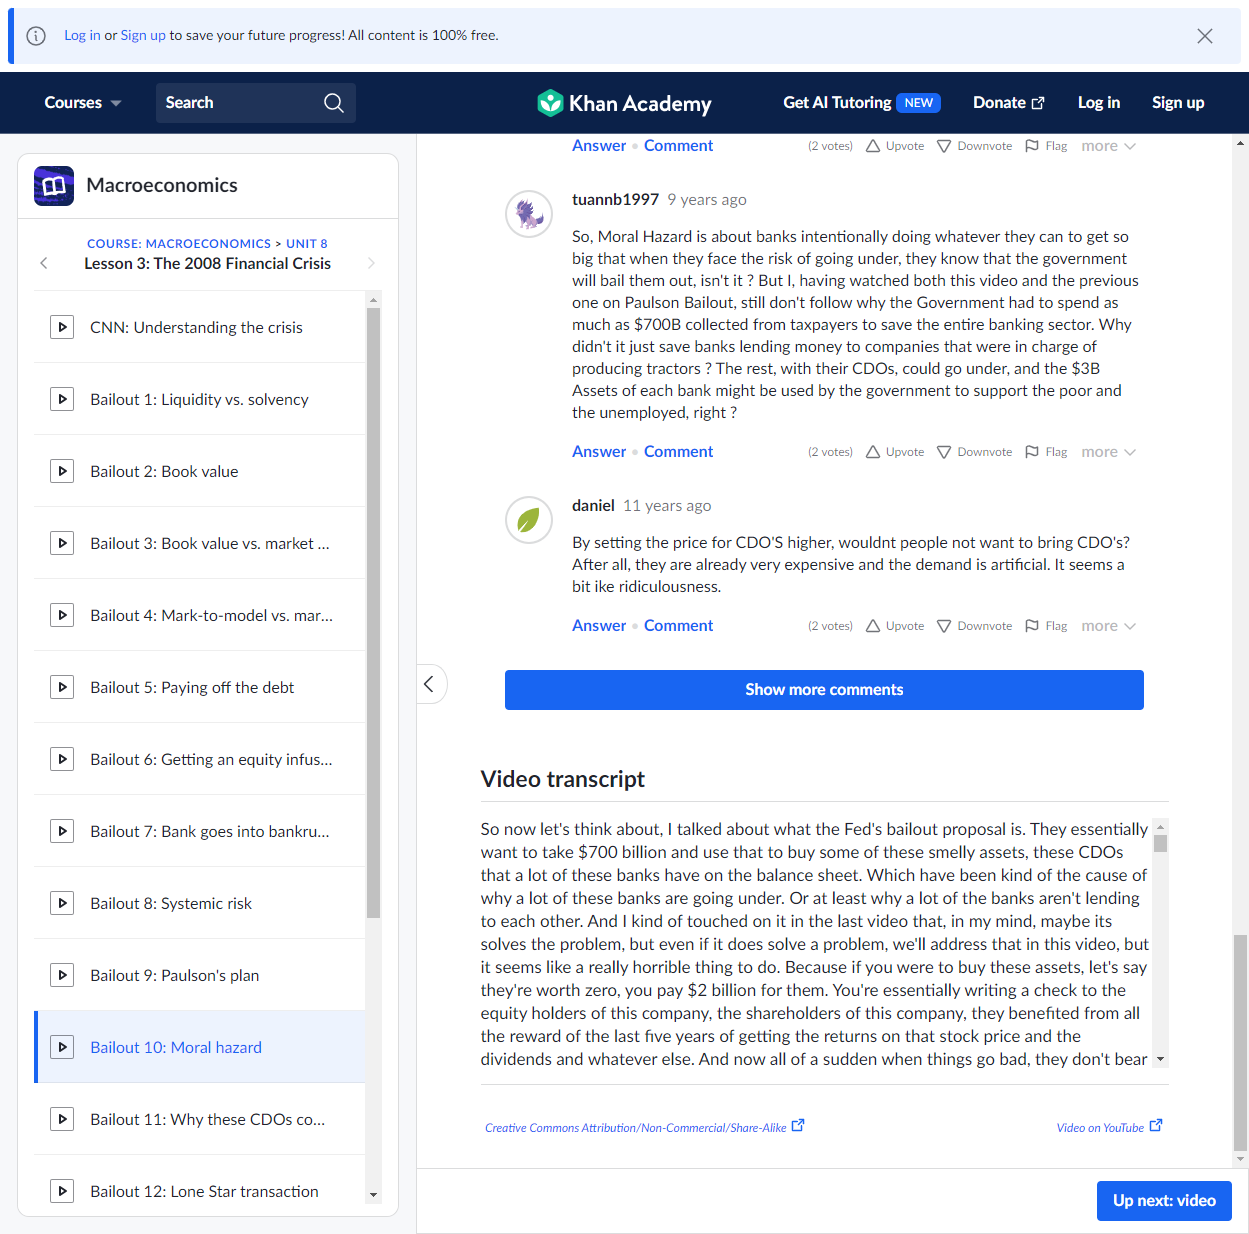 Log in or Sign up to save your future progress! All content is 100% free.
Courses
Search
Khan Academy
Get AI Tutoring NEW
Donate
Log in
Sign up
Macroeconomics
COURSE: MACROECONOMICS > UNIT 8
Lesson 3: The 2008 Financial Crisis
CNN: Understanding the crisis
Bailout 1: Liquidity vs. solvency
Bailout 2: Book value
Bailout 3: Book value vs. market ...
Bailout 4: Mark-to-model vs. mar...
Bailout 5: Paying off the debt
Bailout 6: Getting an equity infus...
Bailout 7: Bank goes into bankru...
Bailout 8: Systemic risk
Bailout 9: Paulson's plan
Bailout 10: Moral hazard
Bailout 11: Why these CDOs co...
Bailout 12: Lone Star transaction
Answer • Comment (2 votes) Upvote Downvote Flag more
tuannb1997 9 years ago
So, Moral Hazard is about banks intentionally doing whatever they can to get so
big that when they face the risk of going under, they know that the government
will bail them out, isn't it ? But I, having watched both this video and the previous
one on Paulson Bailout, still don't follow why the Government had to spend as
much as $700B collected from taxpayers to save the entire banking sector. Why
didn't it just save banks lending money to companies that were in charge of
producing tractors ? The rest, with their CDOs, could go under, and the $3B
Assets of each bank might be used by the government to support the poor and
the unemployed, right ?
Answer • Comment (2 votes) Upvote Downvote Flag more
daniel 11 years ago
By setting the price for CDO'S higher, wouldnt people not want to bring CDO's?
After all, they are already very expensive and the demand is artificial. It seems a
bit ike ridiculousness.
Answer • Comment (2 votes) Upvote Downvote Flag more
Show more comments
Video transcript
So now let's think about, I talked about what the Fed's bailout proposal is. They essentially
want to take $700 billion and use that to buy some of these smelly assets, these CDOs
that a lot of these banks have on the balance sheet. Which have been kind of the cause of
why a lot of these banks are going under. Or at least why a lot of the banks aren't lending
to each other. And I kind of touched on it in the last video that, in my mind, maybe its
solves the problem, but even if it does solve a problem, we'll address that in this video, but
it seems like a really horrible thing to do. Because if you were to buy these assets, let's say
they're worth zero, you pay $2 billion for them. You're essentially writing a check to the
equity holders of this company, the shareholders of this company, they benefited from all
the reward of the last five years of getting the returns on that stock price and the
dividends and whatever else. And now all of a sudden when things go bad, they don't bear
Creative Commons Attribution/Non-Commercial/Share-Alike
Video on YouTube
Up next: video